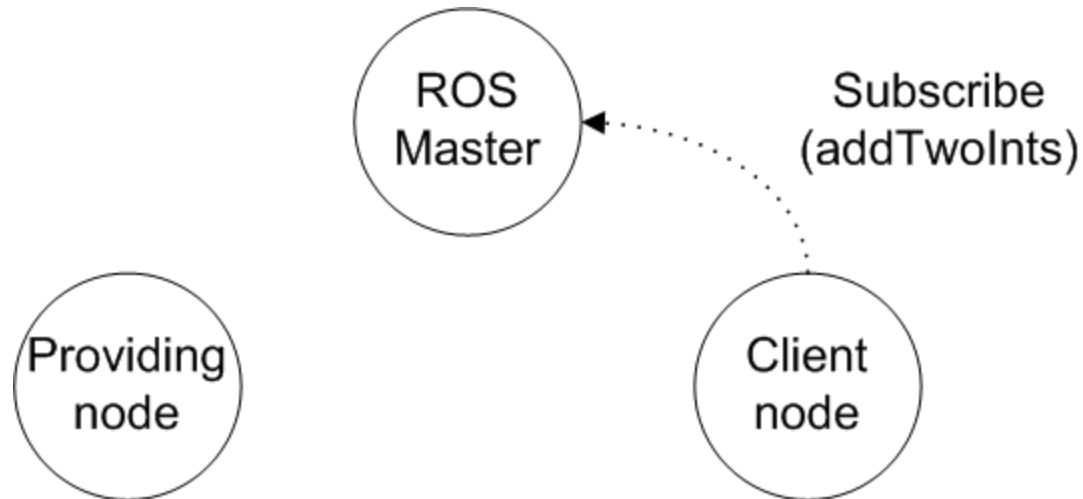 ROS
Master
Subscribe
(addTwoInts)
Providing
node
Client
node